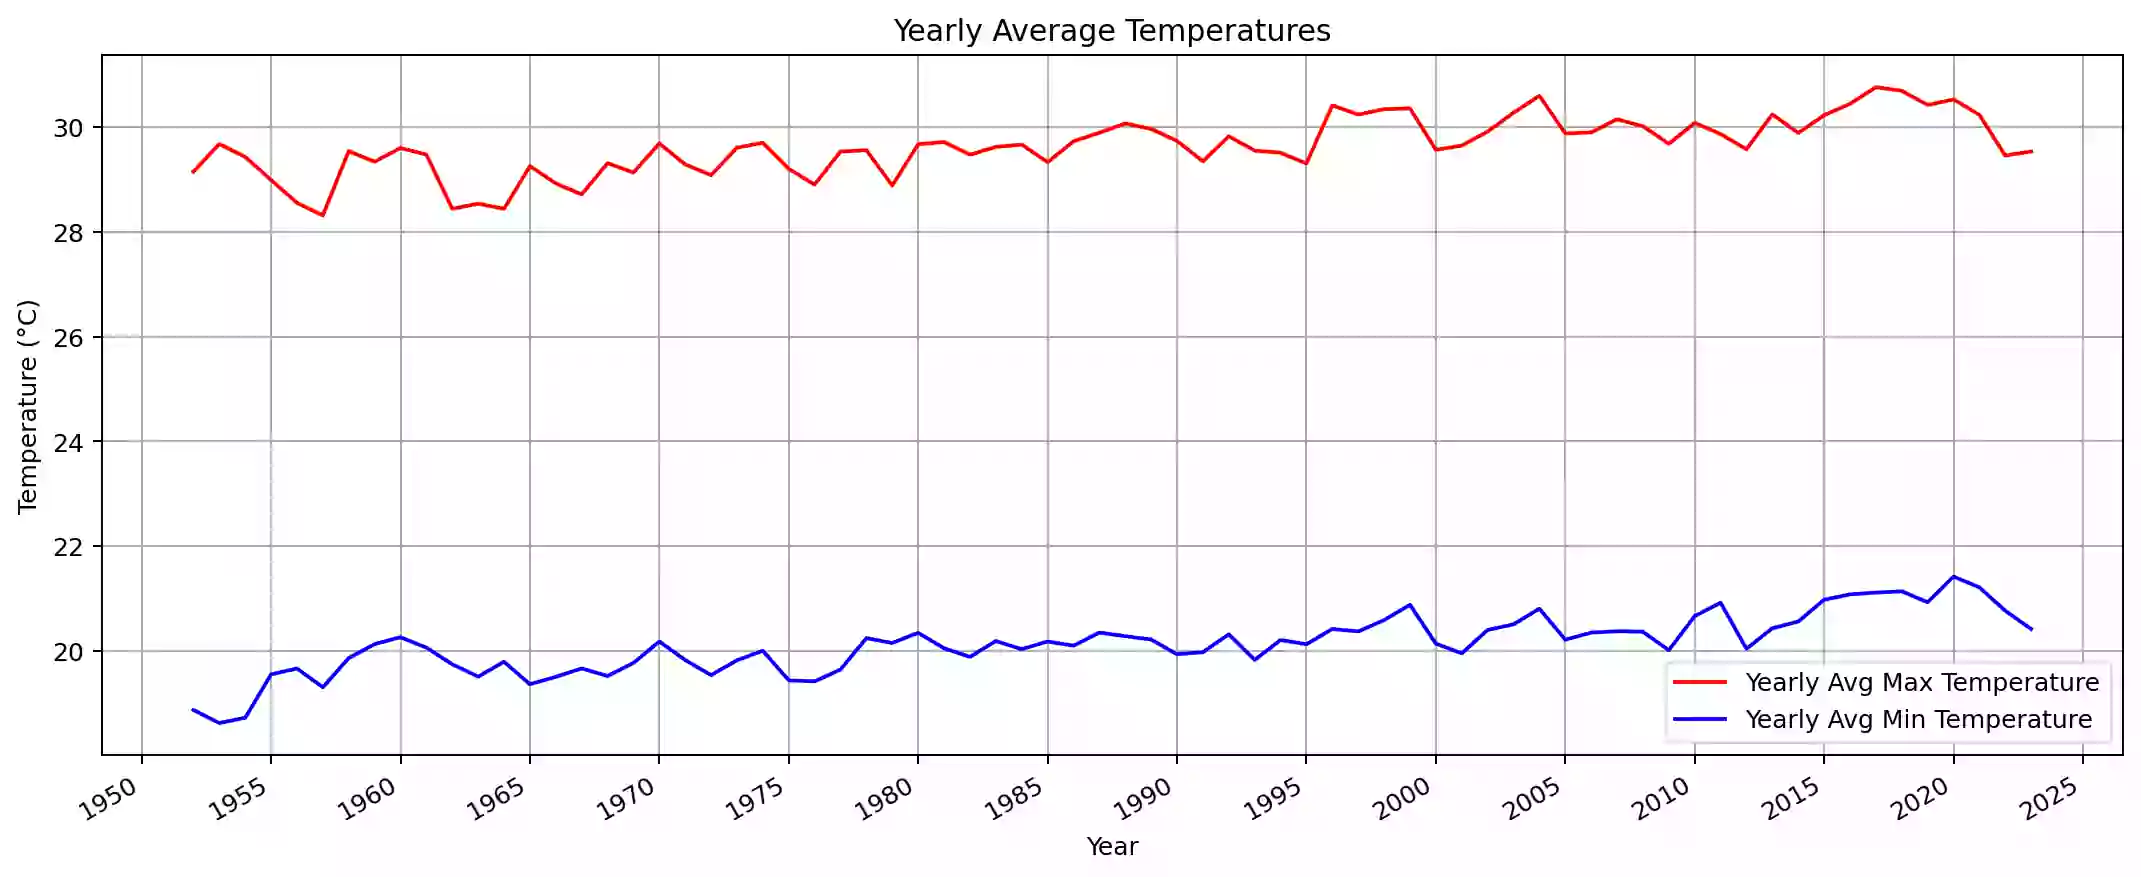 Yearly Average Temperatures
Temperature (°C)
30
28
26
24
22
20
Yearly Avg Max Temperature
Yearly Avg Min Temperature
1950 1955 1960 1965 1970 1975 1980 1985 1990 1995 2000 2005 2010 2015 2020 2025
Year